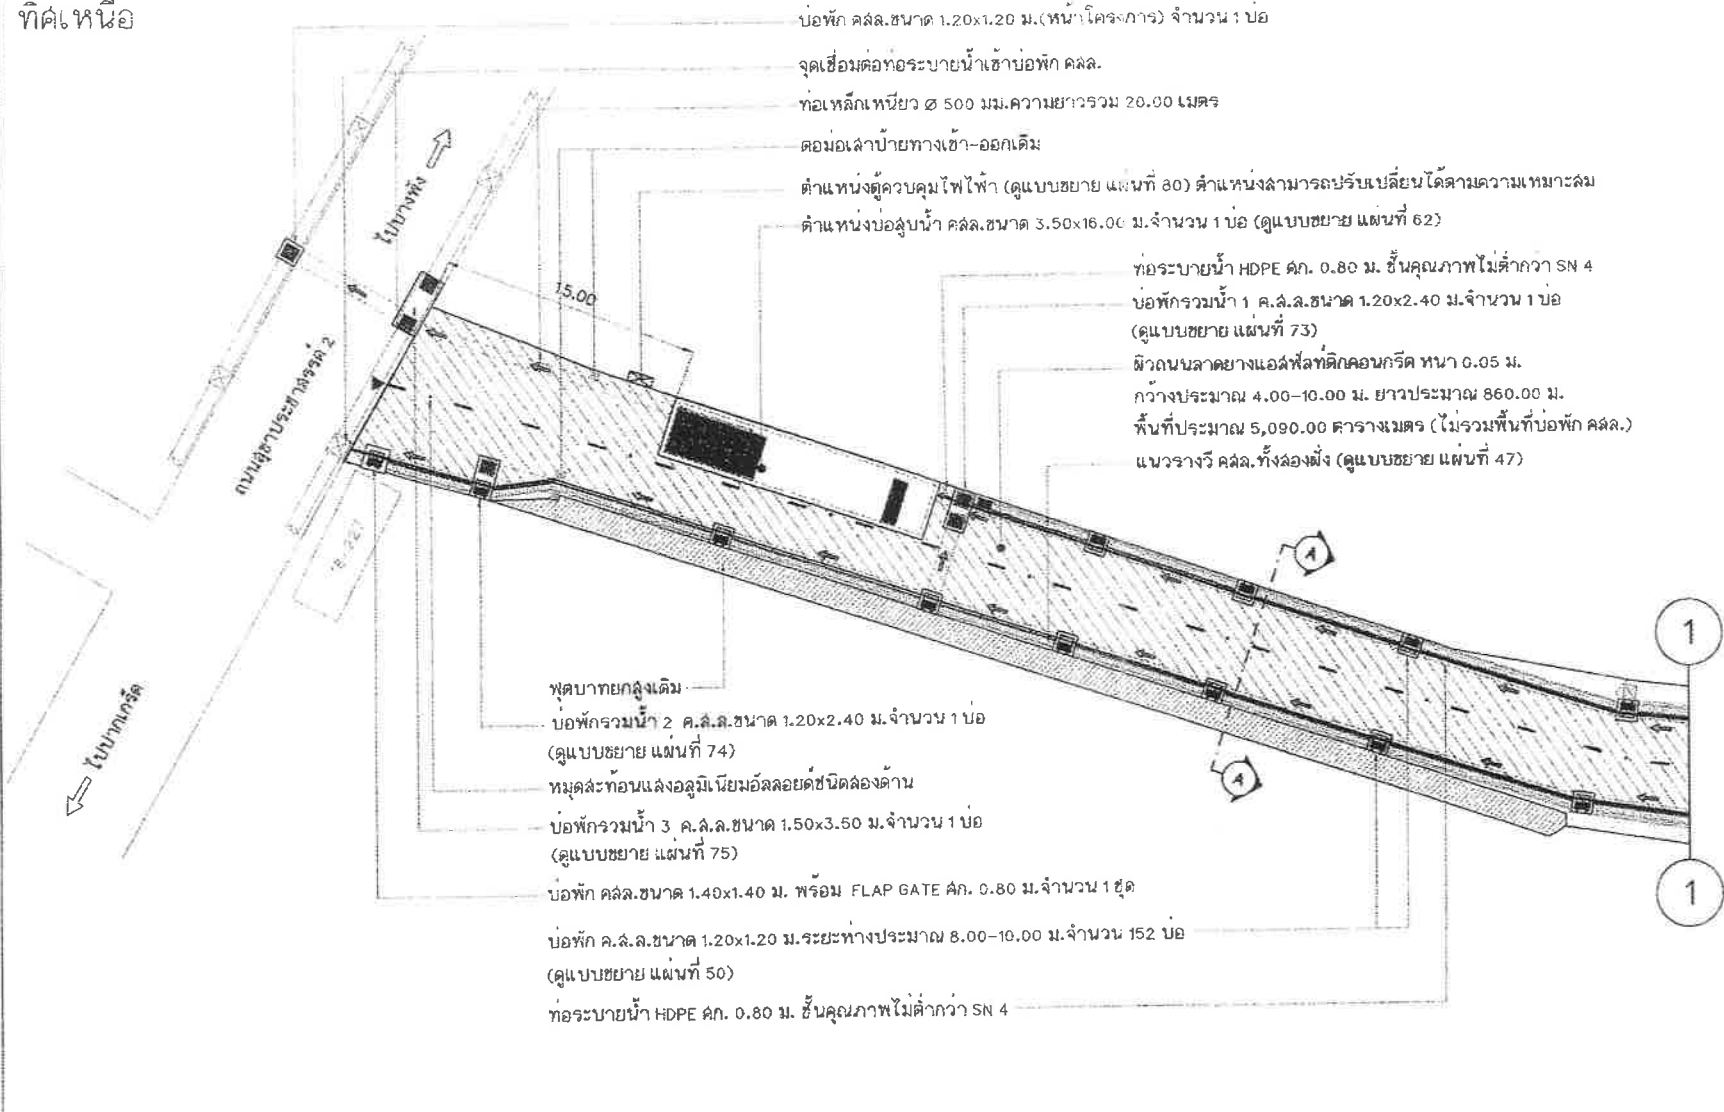 ทิศเหนือ
บ่อพัก คสล.ขนาด 1.20x1.20 ม.(หน้าโครงการ) จำนวน 1 บ่อ
จุดเชื่อมต่อท่อระบายน้ำเข้าบ่อพัก คสล.
ท่อเหล็กเหนียว Ø 500 มม.ความยาวรวม 20.00 เมตร
ตอม่อเสาป้ายทางเข้า-ออกเดิม
ตำแหน่งตู้ควบคุมไฟไฟ้า (ดูแบบขยาย แผ่นที่ 80) ตำแหน่งสามารถปรับเปลี่ยนได้ตามความเหมาะสม
ตำแหน่งบ่อสูบน้ำ คสล.ขนาด 3.50x16.00 ม.จำนวน 1 บ่อ (ดูแบบขยาย แผ่นที่ 62)
ท่อระบายน้ำ HDPE ศก. 0.80 ม. ชั้นคุณภาพไม่ต่ำกว่า SN 4
บ่อพักรวมน้ำ 1 ค.ส.ล.ขนาด 1.20x2.40 ม.จำนวน 1 บ่อ
(ดูแบบขยาย แผ่นที่ 73)
ผิวถนนลาดยางแอสฟัลท์ติกคอนกรีต หนา 0.05 ม.
กว้างประมาณ 4.00-10.00 ม. ยาวประมาณ 860.00 ม.
พื้นที่ประมาณ 5,090.00 ตารางเมตร (ไม่รวมพื้นที่บ่อพัก คสล.)
แนวรางวี คสล.ทั้งสองฝั่ง (ดูแบบขยาย แผ่นที่ 47)
ไปบางพัง
15.00
ถนนสุขาประชาสรรค์ 2
ไปปากเกร็ด
A
A
1
1
ฟุตบาทยกสูงเดิม
บ่อพักรวมน้ำ 2 ค.ส.ล.ขนาด 1.20x2.40 ม.จำนวน 1 บ่อ
(ดูแบบขยาย แผ่นที่ 74)
หมุดสะท้อนแสงอลูมิเนียมอัลลอยด์ชนิดสองด้าน
บ่อพักรวมน้ำ 3 ค.ส.ล.ขนาด 1.50x3.50 ม.จำนวน 1 บ่อ
(ดูแบบขยาย แผ่นที่ 75)
บ่อพัก คสล.ขนาด 1.40x1.40 ม. พร้อม FLAP GATE ศก. 0.80 ม.จำนวน 1 ชุด
บ่อพัก ค.ส.ล.ขนาด 1.20x1.20 ม.ระยะห่างประมาณ 8.00-10.00 ม.จำนวน 152 บ่อ
(ดูแบบขยาย แผ่นที่ 50)
ท่อระบายน้ำ HDPE ศก. 0.80 ม. ชั้นคุณภาพไม่ต่ำกว่า SN 4